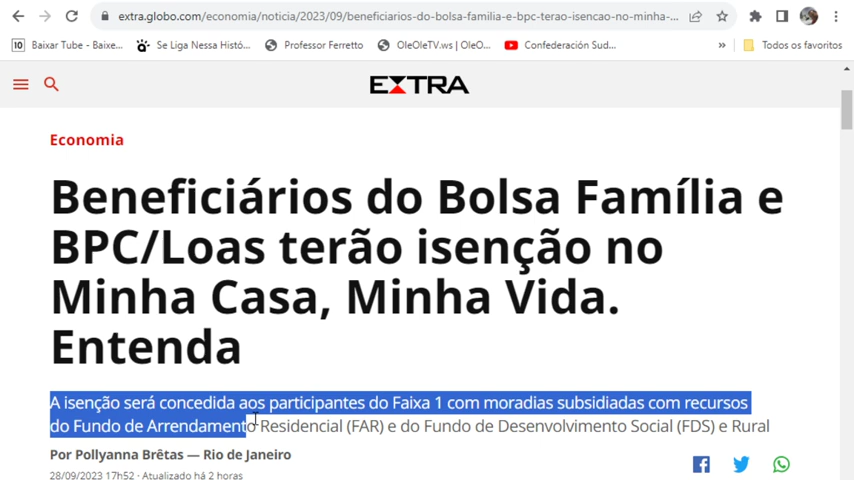 extra.globo.com/economia/noticia/2023/09/beneficiarios-do-bolsa-familia-e-bpc-terao-isencao-no-minha-...
10 Baixar Tube - Baixe... Se Liga Nessa Histó... Professor Ferretto OleOleTV.ws | OleO... Confederación Sud... » Todos os favoritos
EXTRA
Economia
Beneficiários do Bolsa Família e
BPC/Loas terão isenção no
Minha Casa, Minha Vida.
Entenda
A isenção será concedida aos participantes do Faixa 1 com moradias subsidiadas com recursos
do Fundo de Arrendamento Residencial (FAR) e do Fundo de Desenvolvimento Social (FDS) e Rural
Por Pollyanna Brêtas — Rio de Janeiro
28/09/2023 17h52 · Atualizado há 2 horas